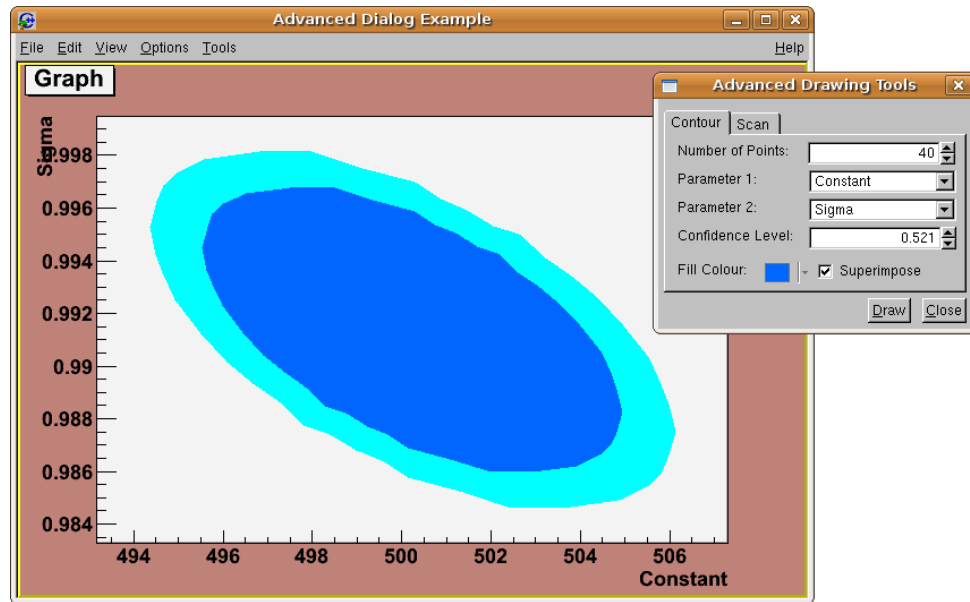 Advanced Dialog Example
File Edit View Options Tools Help
Graph
Sigma
0.998
0.996
0.994
0.992
0.99
0.988
0.986
0.984
494 496 498 500 502 504 506
Constant
Advanced Drawing Tools
Contour Scan
Number of Points: 40
Parameter 1: Constant
Parameter 2: Sigma
Confidence Level: 0.521
Fill Colour: Superimpose
Draw Close